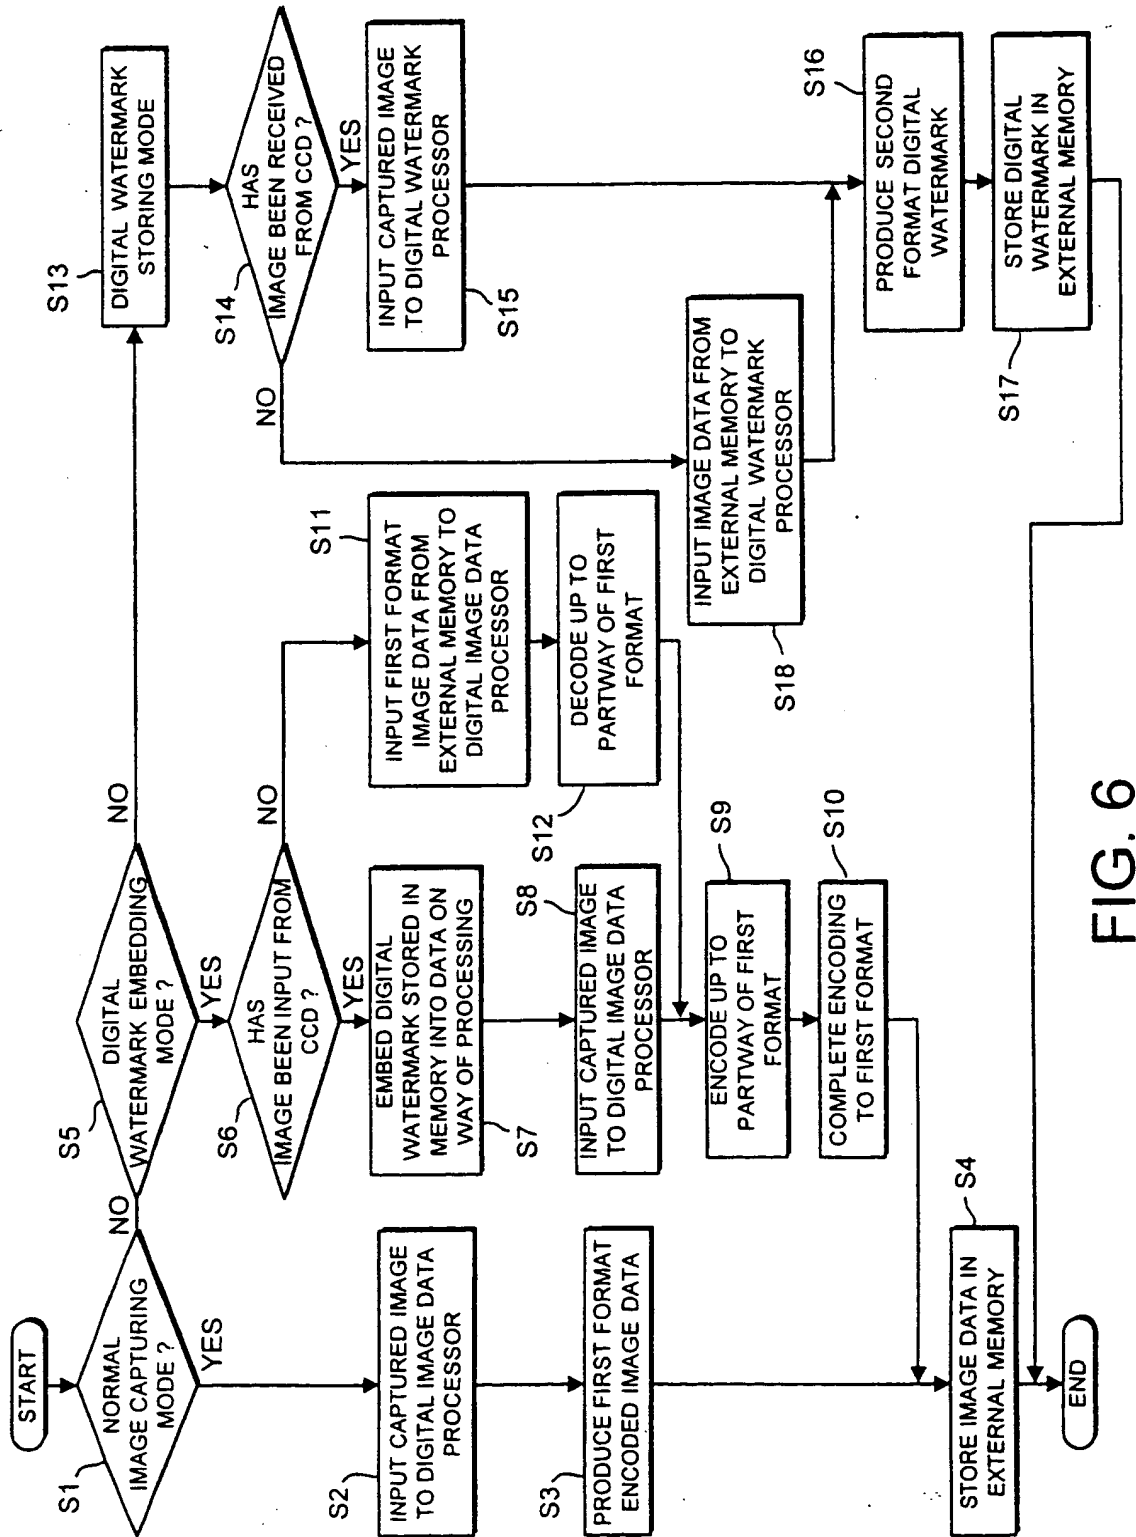 START
S1
NORMAL
IMAGE CAPTURING
MODE ?
NO
YES
S2
INPUT CAPTURED IMAGE
TO DIGITAL IMAGE DATA
PROCESSOR
S3
PRODUCE FIRST FORMAT
ENCODED IMAGE DATA
S4
STORE IMAGE DATA IN
EXTERNAL MEMORY
END
S5
DIGITAL
WATERMARK EMBEDDING
MODE ?
NO
YES
S6
HAS
IMAGE BEEN INPUT FROM
CCD ?
NO
YES
EMBED DIGITAL
WATERMARK STORED IN
MEMORY INTO DATA ON
WAY OF PROCESSING
S7
S8
INPUT CAPTURED IMAGE
TO DIGITAL IMAGE DATA
PROCESSOR
S9
ENCODE UP TO
PARTWAY OF FIRST
FORMAT
S10
COMPLETE ENCODING
TO FIRST FORMAT
S11
INPUT FIRST FORMAT
IMAGE DATA FROM
EXTERNAL MEMORY TO
DIGITAL IMAGE DATA
PROCESSOR
S12
DECODE UP TO
PARTWAY OF FIRST
FORMAT
S13
DIGITAL WATERMARK
STORING MODE
S14
HAS
IMAGE BEEN RECEIVED
FROM CCD ?
NO
YES
INPUT CAPTURED IMAGE
TO DIGITAL WATERMARK
PROCESSOR
S15
INPUT IMAGE DATA FROM
EXTERNAL MEMORY TO
DIGITAL WATERMARK
PROCESSOR
S18
S16
PRODUCE SECOND
FORMAT DIGITAL
WATERMARK
STORE DIGITAL
WATERMARK IN
EXTERNAL MEMORY
S17
FIG. 6